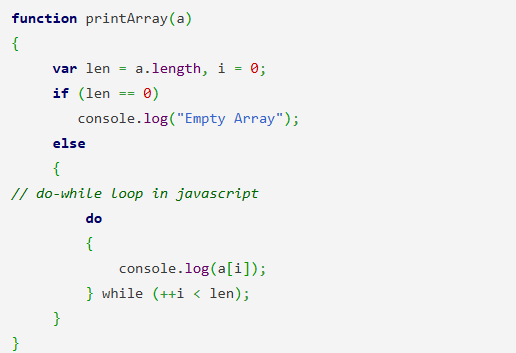 function printArray(a)
{
     var len = a.length, i = 0;
     if (len == 0)
        console.log("Empty Array");
     else
     {
// do-while loop in javascript
         do
         {
             console.log(a[i]);
         } while (++i < len);
     }
}